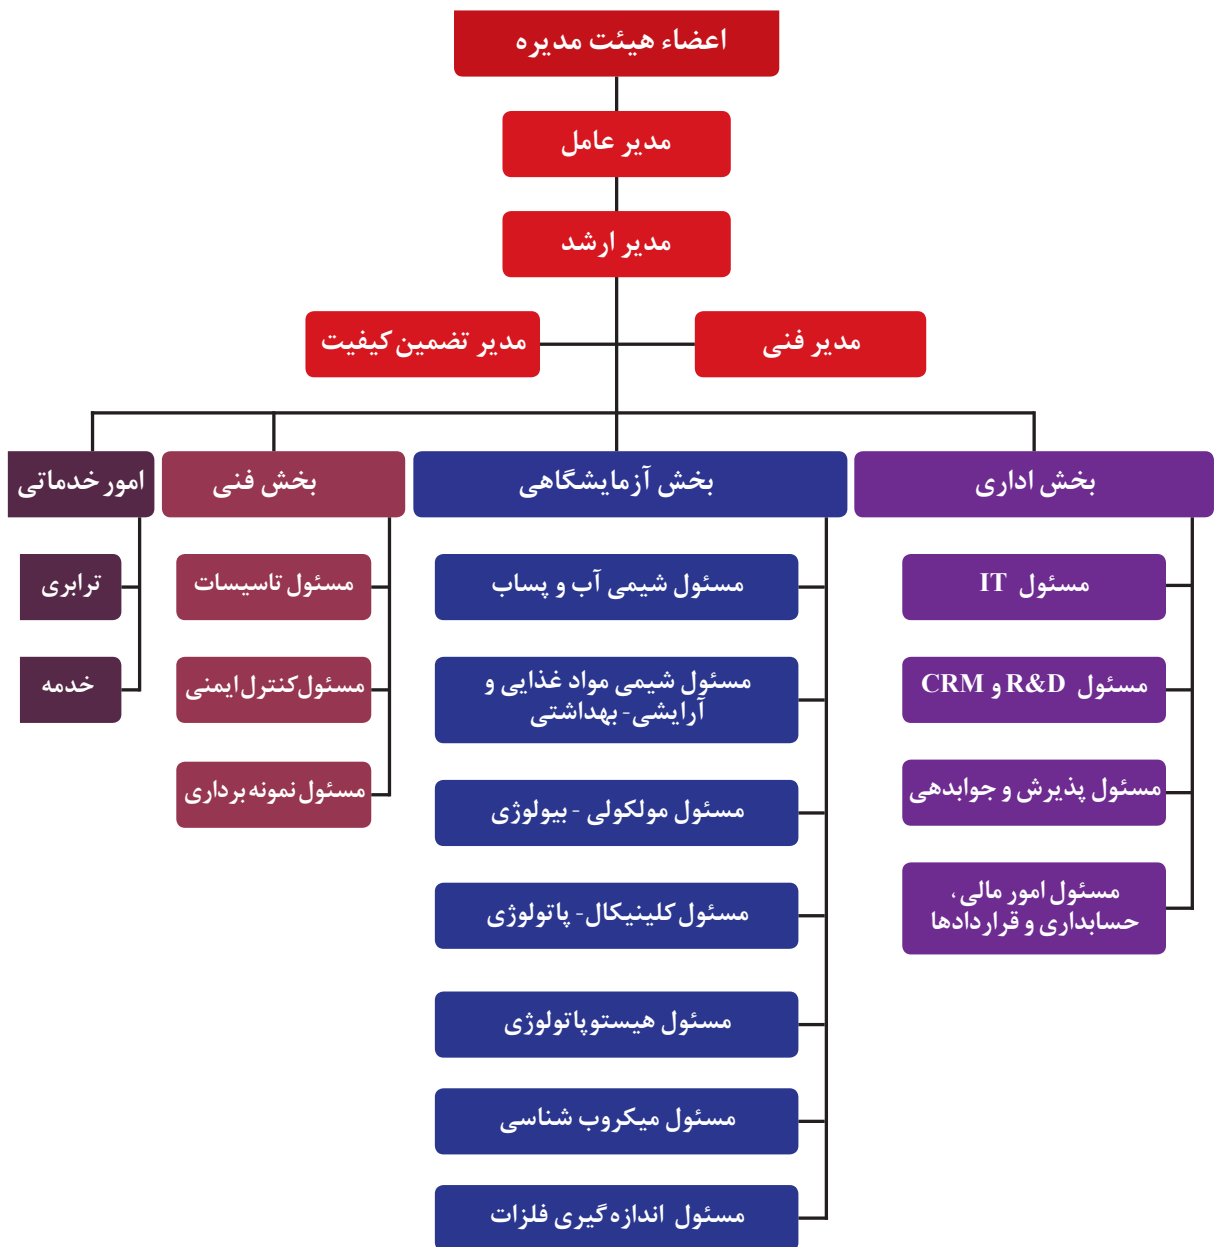 اعضاء هیئت مدیره
مدیر عامل
مدیر ارشد
مدیر فنی
مدیر تضمین کیفیت
بخش اداری
مسئول IT
مسئول R&D و CRM
مسئول پذیرش و جوابدهی
مسئول امور مالی،
حسابداری و قراردادها
بخش آزمایشگاهی
مسئول شیمی آب و پساب
مسئول شیمی مواد غذایی و
آرایشی- بهداشتی
مسئول مولکولی - بیولوژی
مسئول کلینیکال- پاتولوژی
مسئول هیستوپاتولوژی
مسئول میکروب شناسی
مسئول اندازه گیری فلزات
بخش فنی
مسئول تاسیسات
مسئول کنترل ایمنی
مسئول نمونه برداری
امور خدماتی
ترابری
خدمه